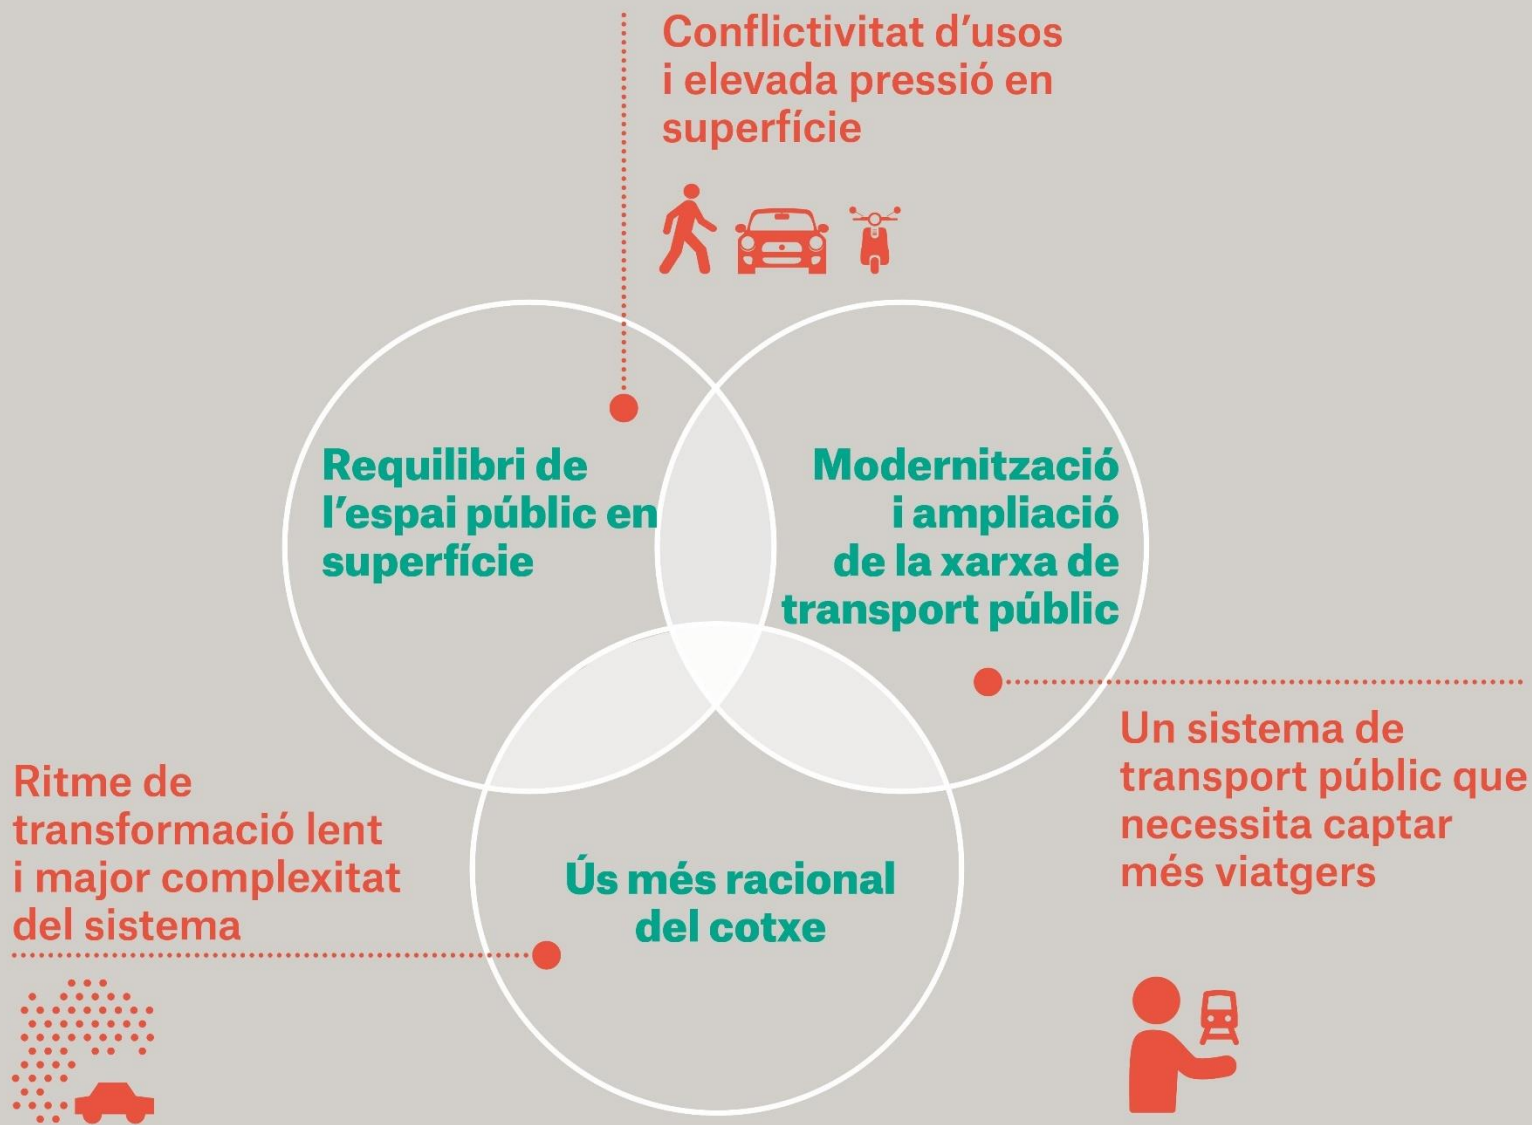 Conflictivitat d’usos
i elevada pressió en
superfície
Requilibri de
l’espai públic en
superfície
Modernització
i ampliació
de la xarxa de
transport públic
Un sistema de
transport públic que
necessita captar
més viatgers
Ritme de
transformació lent
i major complexitat
del sistema
Ús més racional
del cotxe